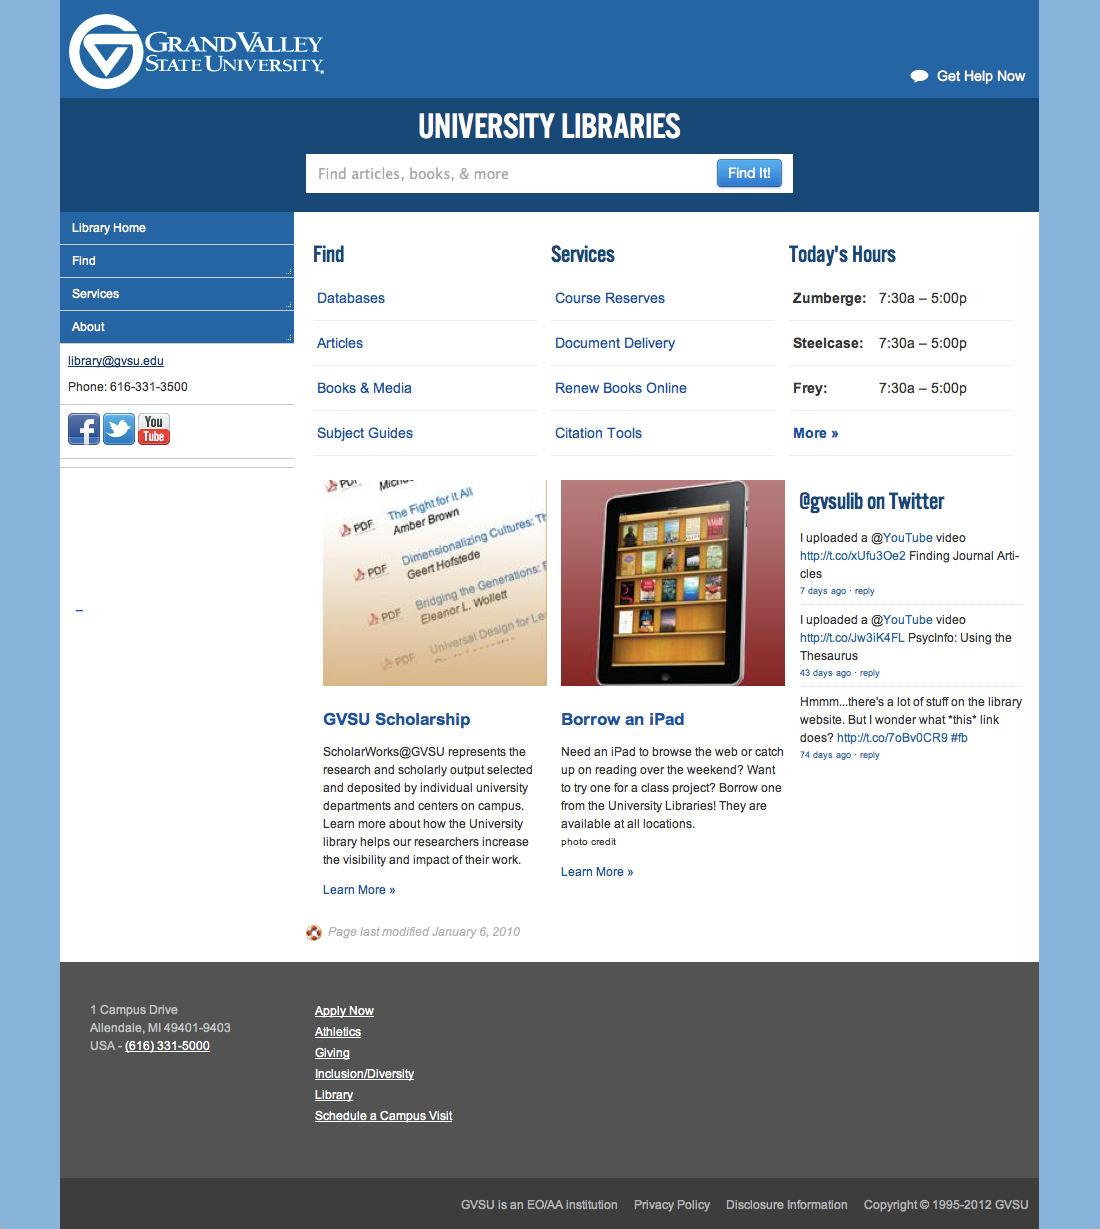 GRAND VALLEY
STATE UNIVERSITY.
Get Help Now
UNIVERSITY LIBRARIES
Find articles, books, & more
Find It!
Library Home
Find
Services
About
library@gvsu.edu
Phone: 616-331-3500
You
Tube
Find
Databases
Articles
Books & Media
Subject Guides
Services
Course Reserves
Document Delivery
Renew Books Online
Citation Tools
Today's Hours
Zumberge: 7:30a – 5:00p
Steelcase: 7:30a – 5:00p
Frey: 7:30a – 5:00p
More »
PDF
The Fight for it All
PDF Amber Brown
Dimensionalizing Cultures: Th
PDF Geert Hofstede
Bridging the Generations:
PDF Eleanor L. Wollett
Universal Design for Le
PDF
GVSU Scholarship
ScholarWorks@GVSU represents the
research and scholarly output selected
and deposited by individual university
departments and centers on campus.
Learn more about how the University
library helps our researchers increase
the visibility and impact of their work.
Learn More »
Borrow an iPad
Need an iPad to browse the web or catch
up on reading over the weekend? Want
to try one for a class project? Borrow one
from the University Libraries! They are
available at all locations.
photo credit
Learn More »
@gvsulib on Twitter
I uploaded a @YouTube video
http://t.co/xUfu3Oe2 Finding Journal Arti-
cles
7 days ago · reply
I uploaded a @YouTube video
http://t.co/Jw3iK4FL PsycInfo: Using the
Thesaurus
43 days ago · reply
Hmmm...there's a lot of stuff on the library
website. But I wonder what *this* link
does? http://t.co/7oBv0CR9 #fb
74 days ago · reply
Page last modified January 6, 2010
1 Campus Drive
Allendale, MI 49401-9403
USA - (616) 331-5000
Apply Now
Athletics
Giving
Inclusion/Diversity
Library
Schedule a Campus Visit
GVSU is an EO/AA institution Privacy Policy Disclosure Information Copyright © 1995-2012 GVSU